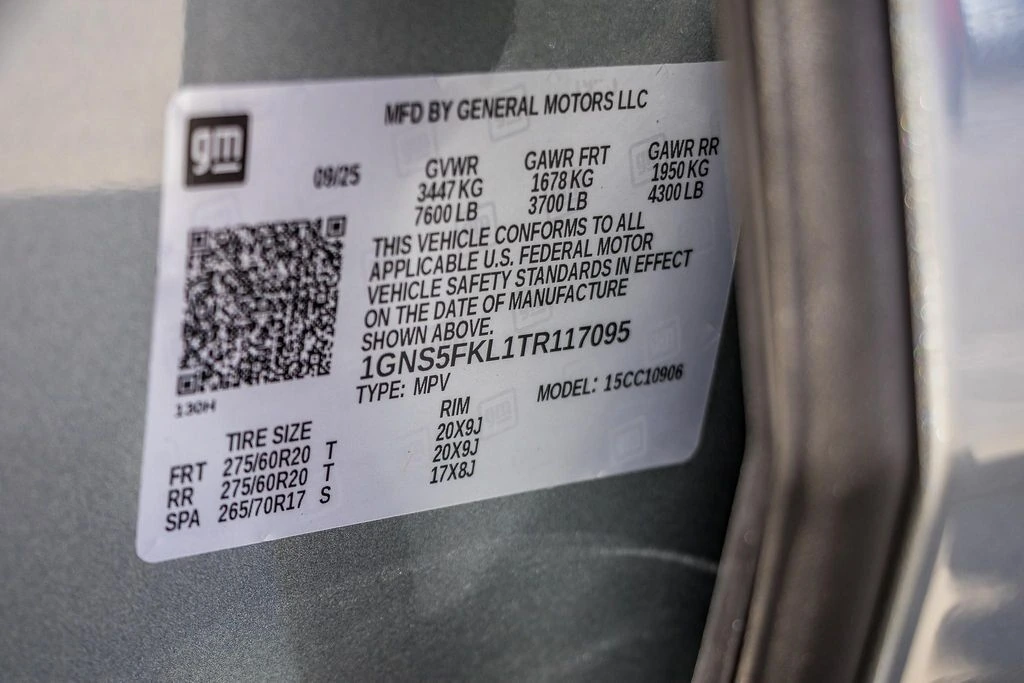 gm
MFD BY GENERAL MOTORS LLC
09/25
GVWR GAWR FRT GAWR RR
3447 KG 1678 KG 1950 KG
7600 LB 3700 LB 4300 LB
THIS VEHICLE CONFORMS TO ALL
APPLICABLE U.S. FEDERAL MOTOR
VEHICLE SAFETY STANDARDS IN EFFECT
ON THE DATE OF MANUFACTURE
SHOWN ABOVE.
1GNS5FKL1TR117095
TYPE: MPV MODEL: 15CC10906
130H
TIRE SIZE RIM
FRT 275/60R20 T 20X9J
RR 275/60R20 T 20X9J
SPA 265/70R17 S 17X8J